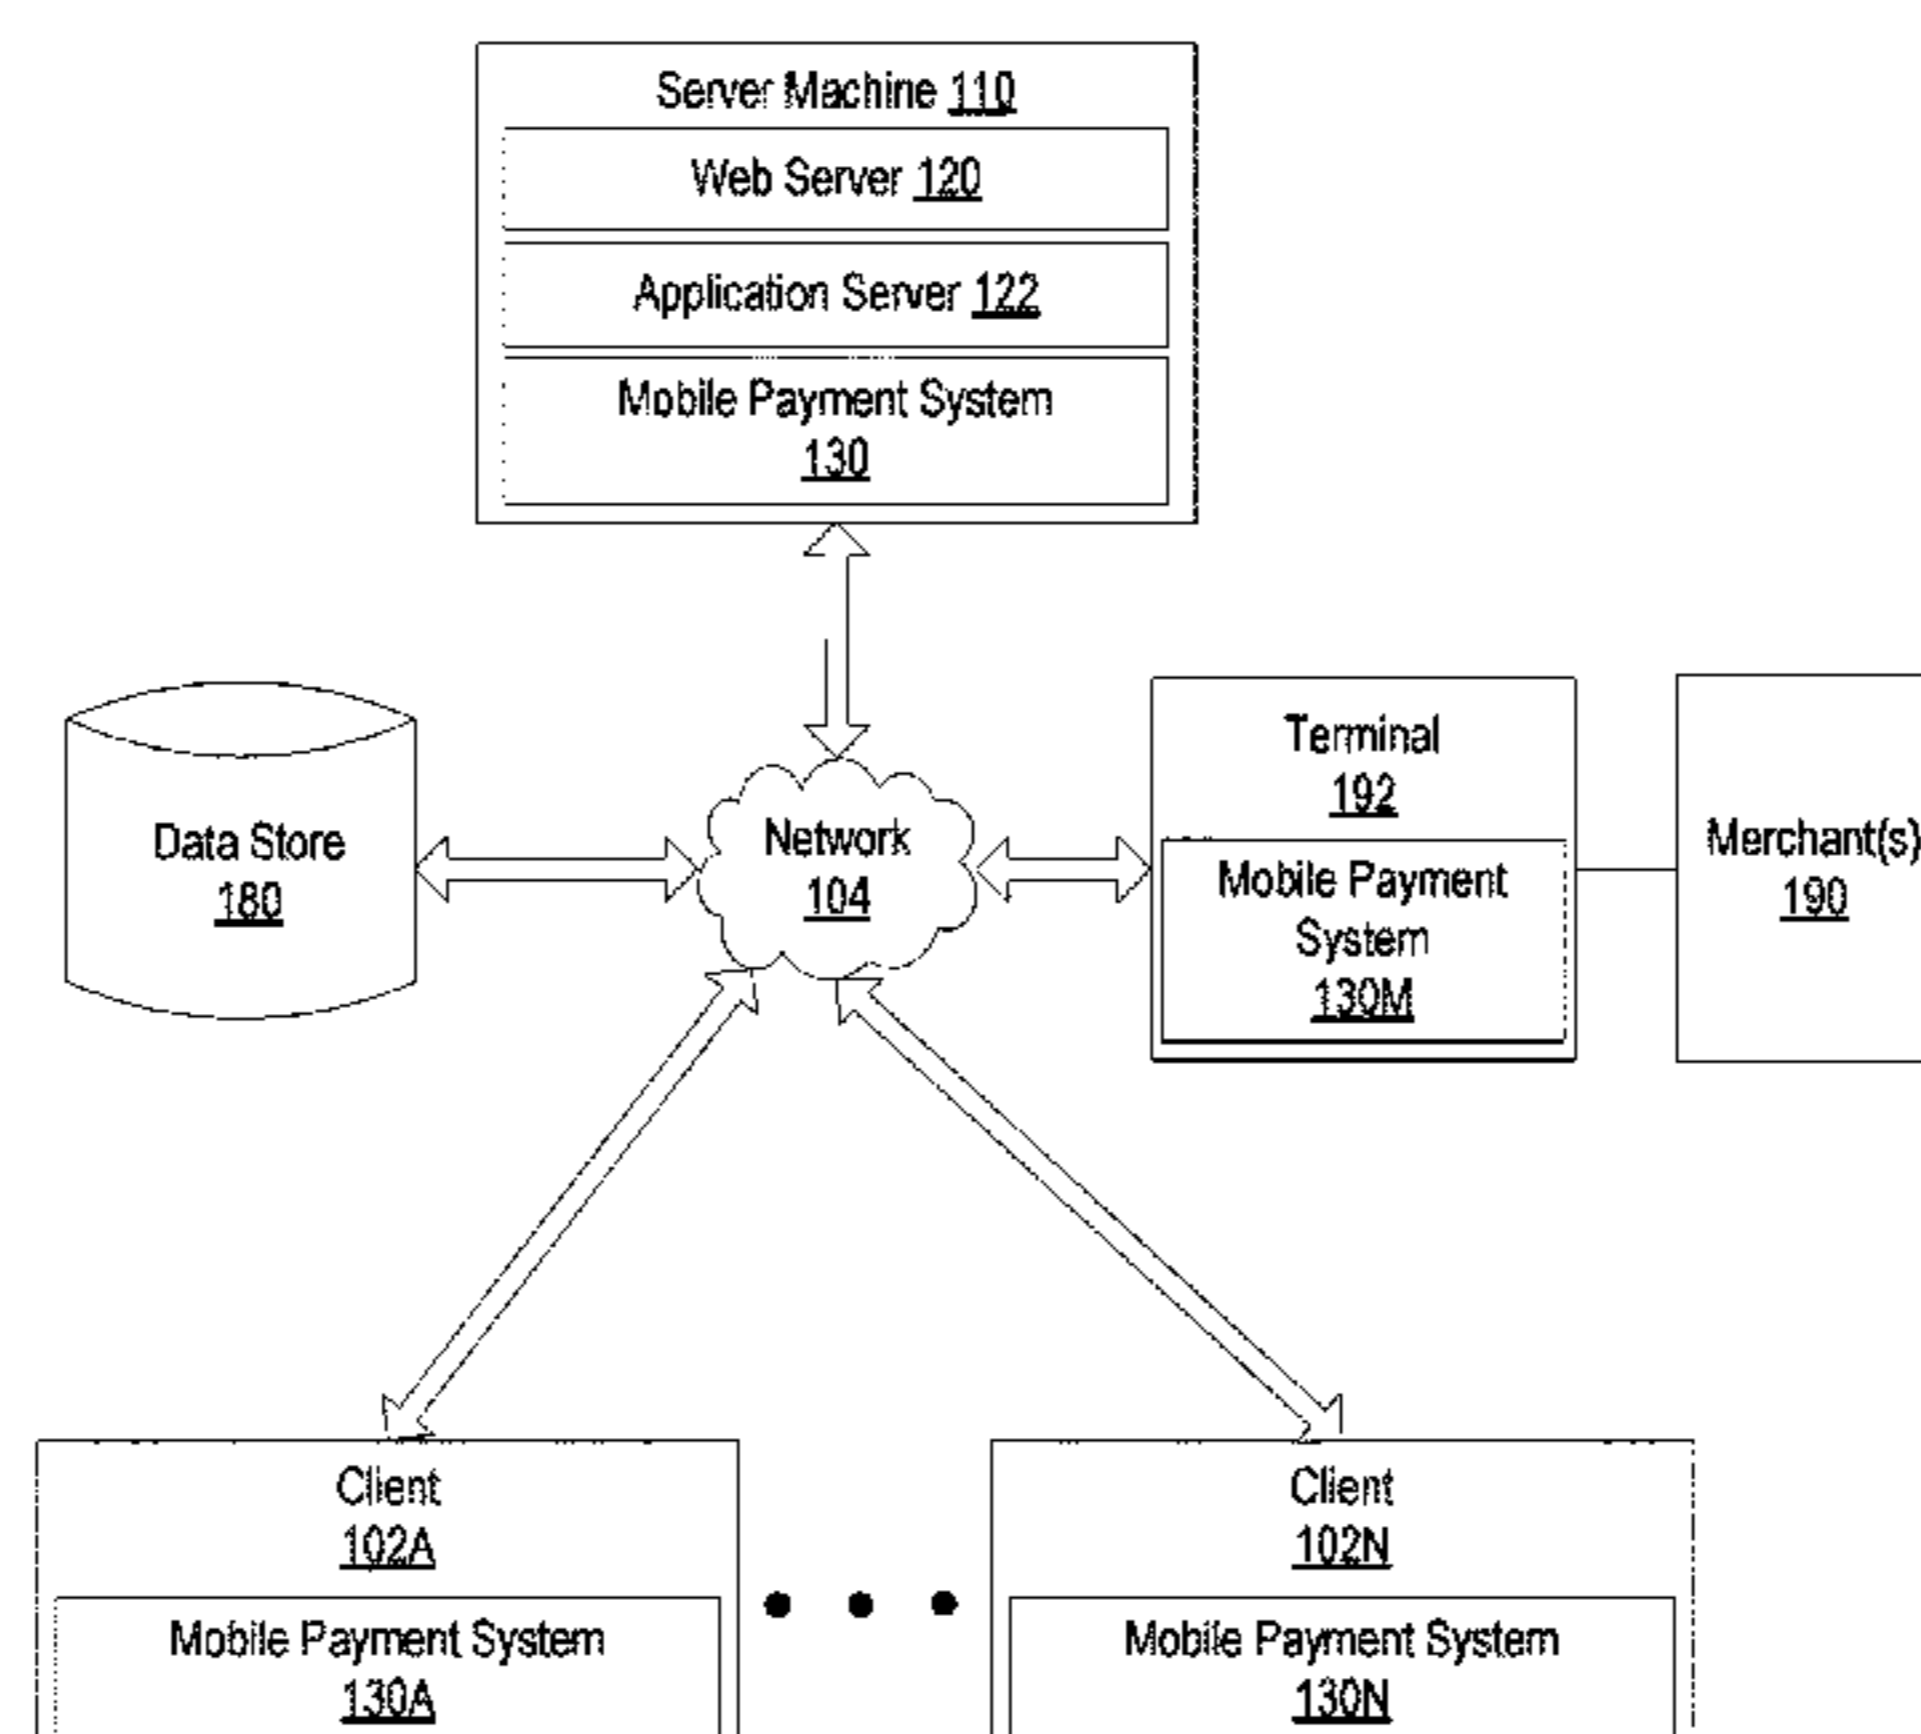 Server Machine 110
Web Server 120
Application Server 122
Mobile Payment System
130
Data Store
180
Network
104
Terminal
192
Mobile Payment
System
130M
Merchant(s)
190
Client
102A
Mobile Payment System
130A
Client
102N
Mobile Payment System
130N